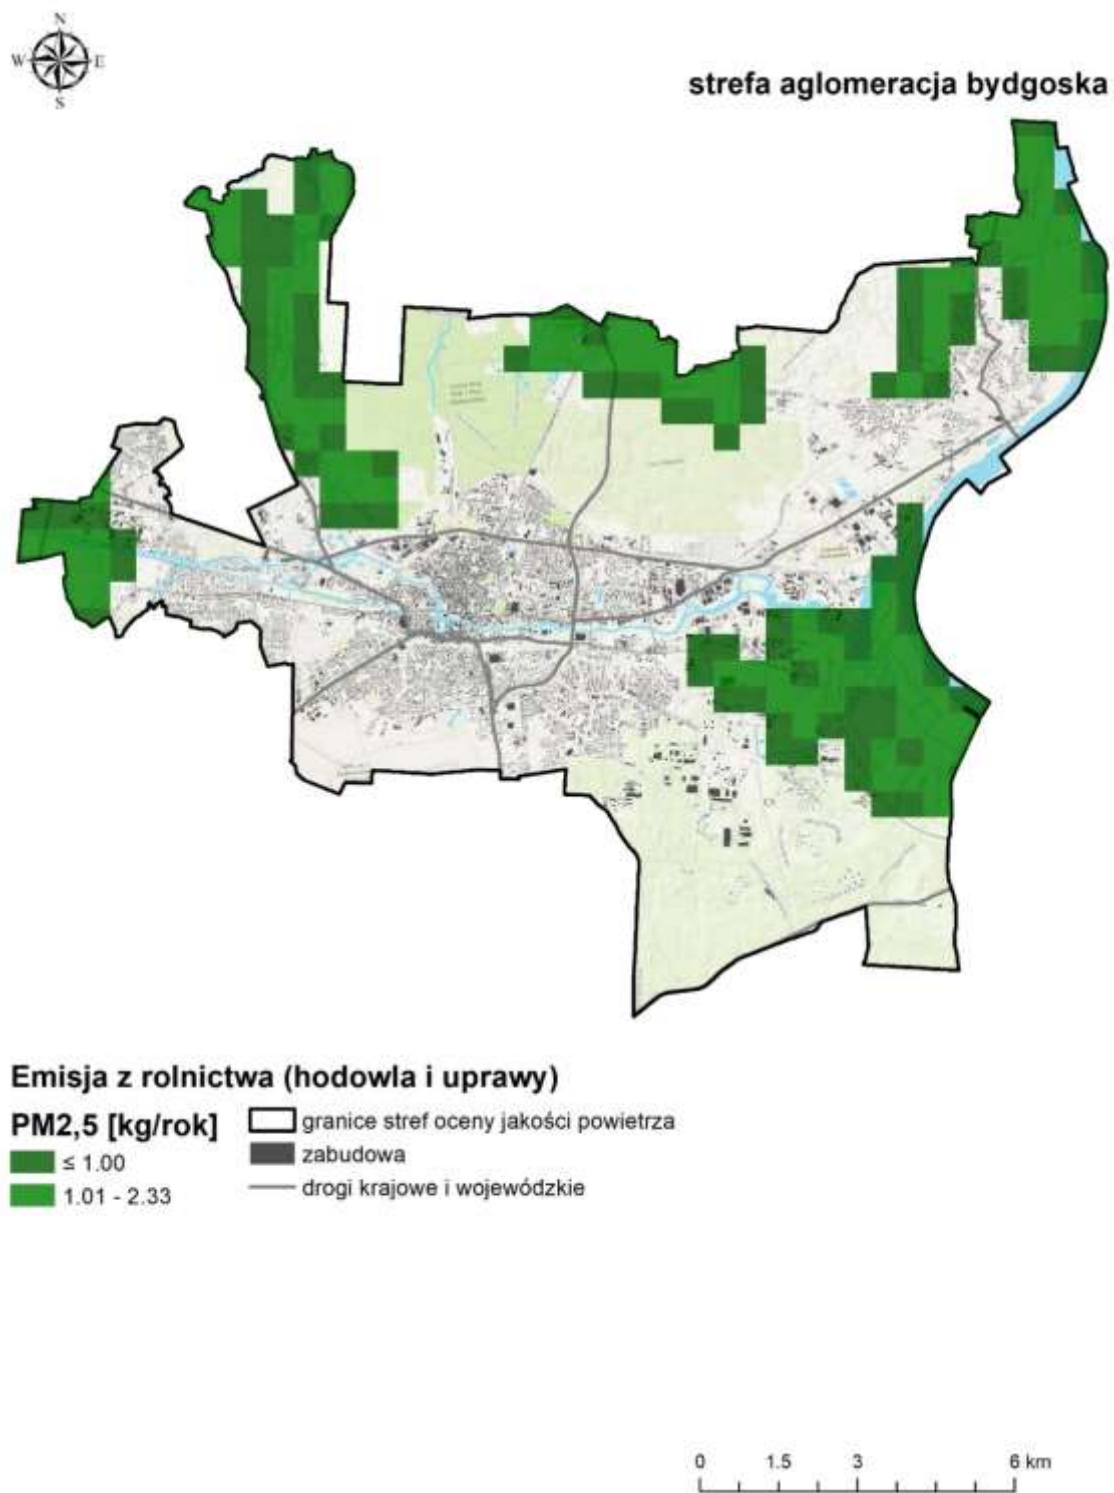 N
W E
S
strefa aglomeracja bydgoska
Emisja z rolnictwa (hodowla i uprawy)
PM2,5 [kg/rok]
≤ 1.00
1.01 - 2.33
granice stref oceny jakości powietrza
zabudowa
drogi krajowe i wojewódzkie
0 1.5 3 6 km